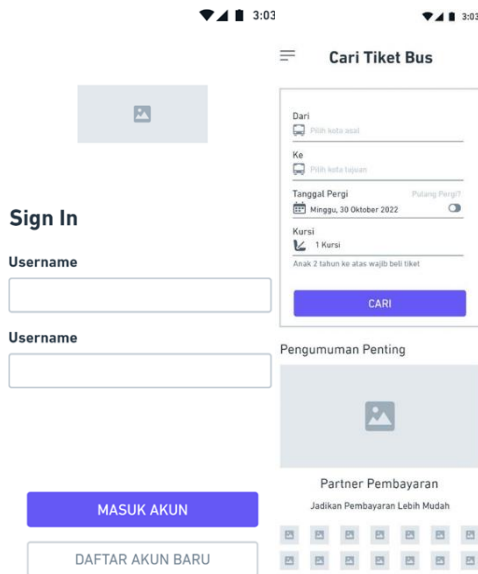 3:03
Sign In
Username
Username
MASUK AKUN
DAFTAR AKUN BARU
3:03
Cari Tiket Bus
Dari
Pilih kota asal
Ke
Pilih kota tujuan
Tanggal Pergi Pulang Pergi?
Minggu, 30 Oktober 2022
Kursi
1 Kursi
Anak 2 tahun ke atas wajib beli tiket
CARI
Pengumuman Penting
Partner Pembayaran
Jadikan Pembayaran Lebih Mudah